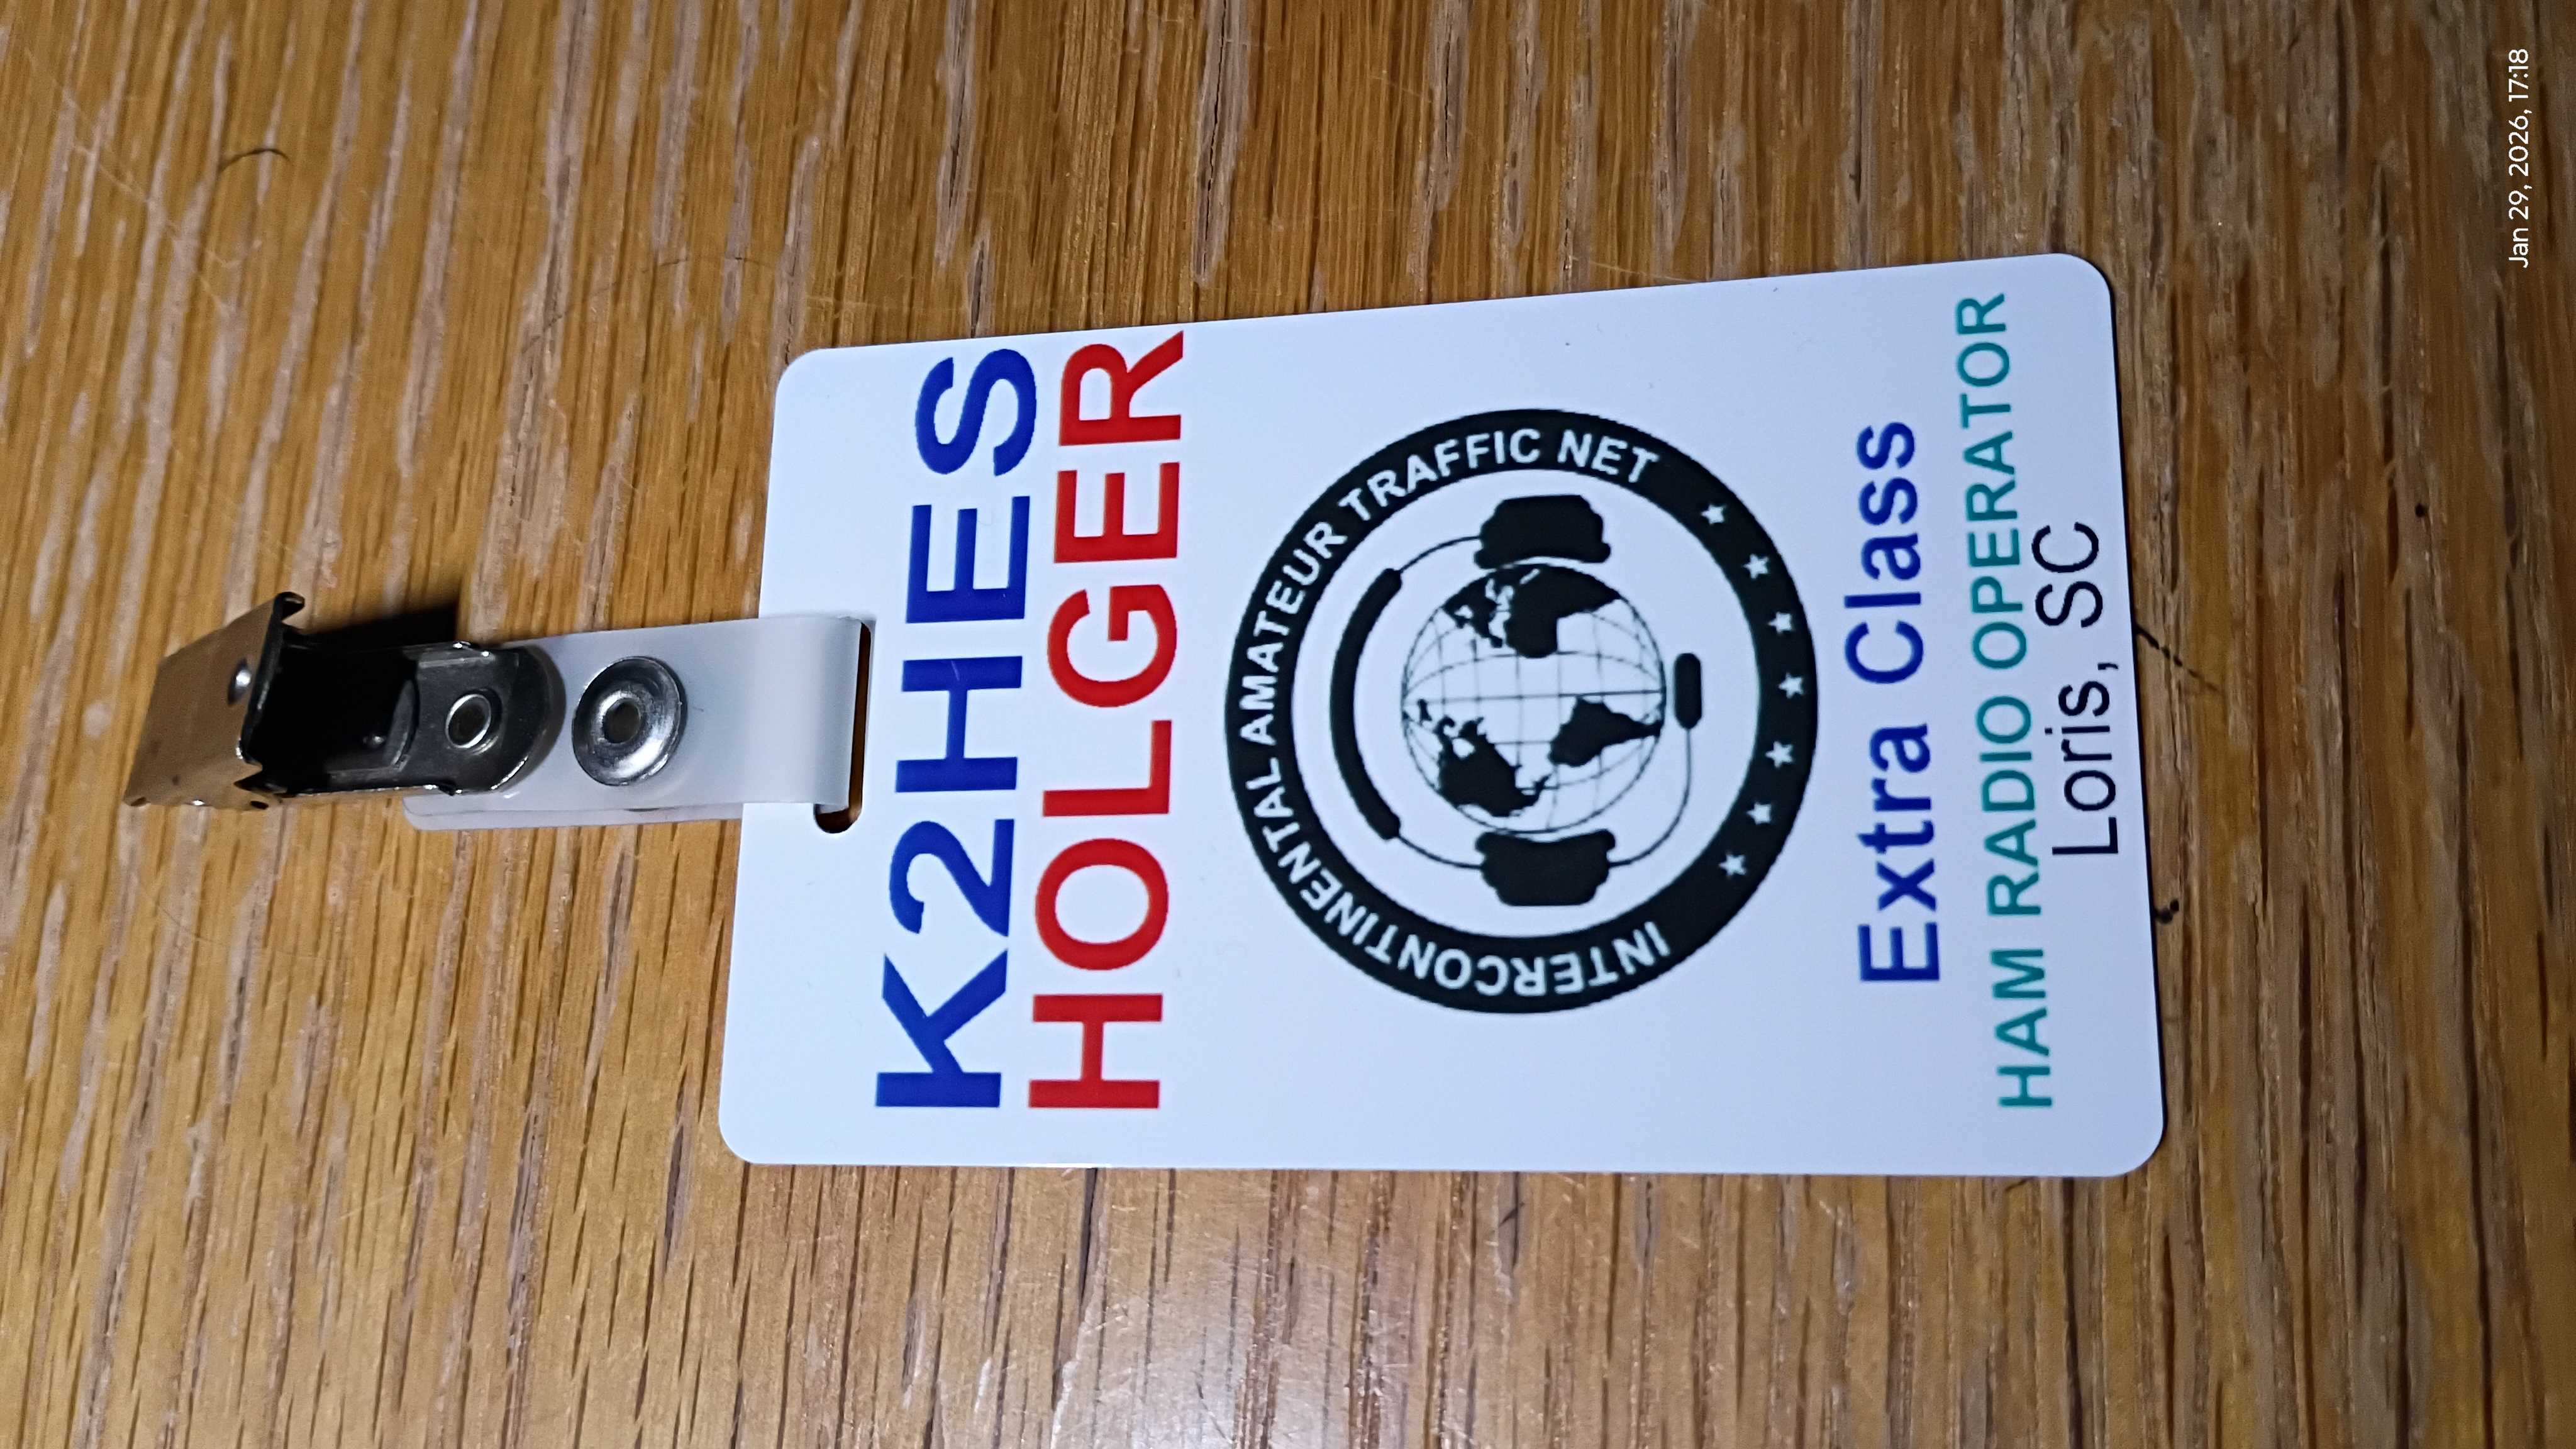 K2HES
HOLGER
INTERCONTINENTAL AMATEUR TRAFFIC NET
Extra Class
HAM RADIO OPERATOR
Loris, SC
Jan 29, 2026, 17:18